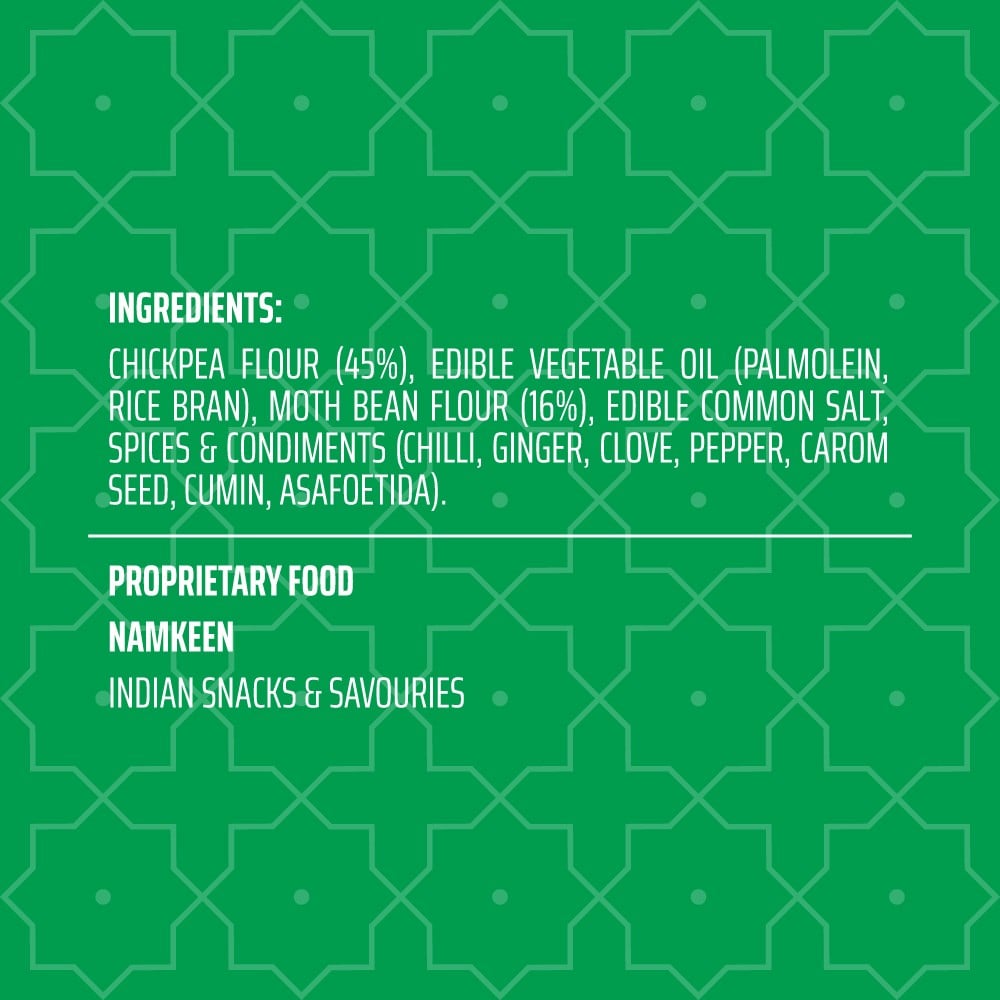 INGREDIENTS:
CHICKPEA FLOUR (45%), EDIBLE VEGETABLE OIL (PALMOLEIN,
RICE BRAN), MOTH BEAN FLOUR (16%), EDIBLE COMMON SALT,
SPICES & CONDIMENTS (CHILLI, GINGER, CLOVE, PEPPER, CAROM
SEED, CUMIN, ASAFOETIDA).
PROPRIETARY FOOD
NAMKEEN
INDIAN SNACKS & SAVOURIES